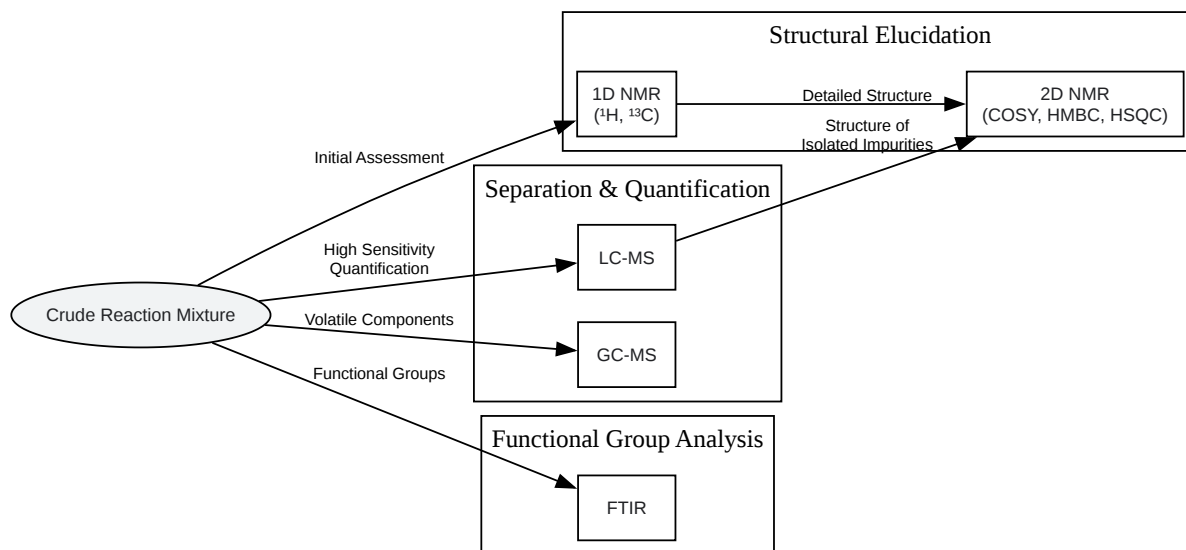 Structural Elucidation
1D NMR
(¹H, ¹³C)
Detailed Structure
2D NMR
(COSY, HMBC, HSQC)
Structure of
Isolated Impurities
Initial Assessment
Separation & Quantification
High Sensitivity
Quantification
LC-MS
Crude Reaction Mixture
Volatile Components
GC-MS
Functional Groups
Functional Group Analysis
FTIR